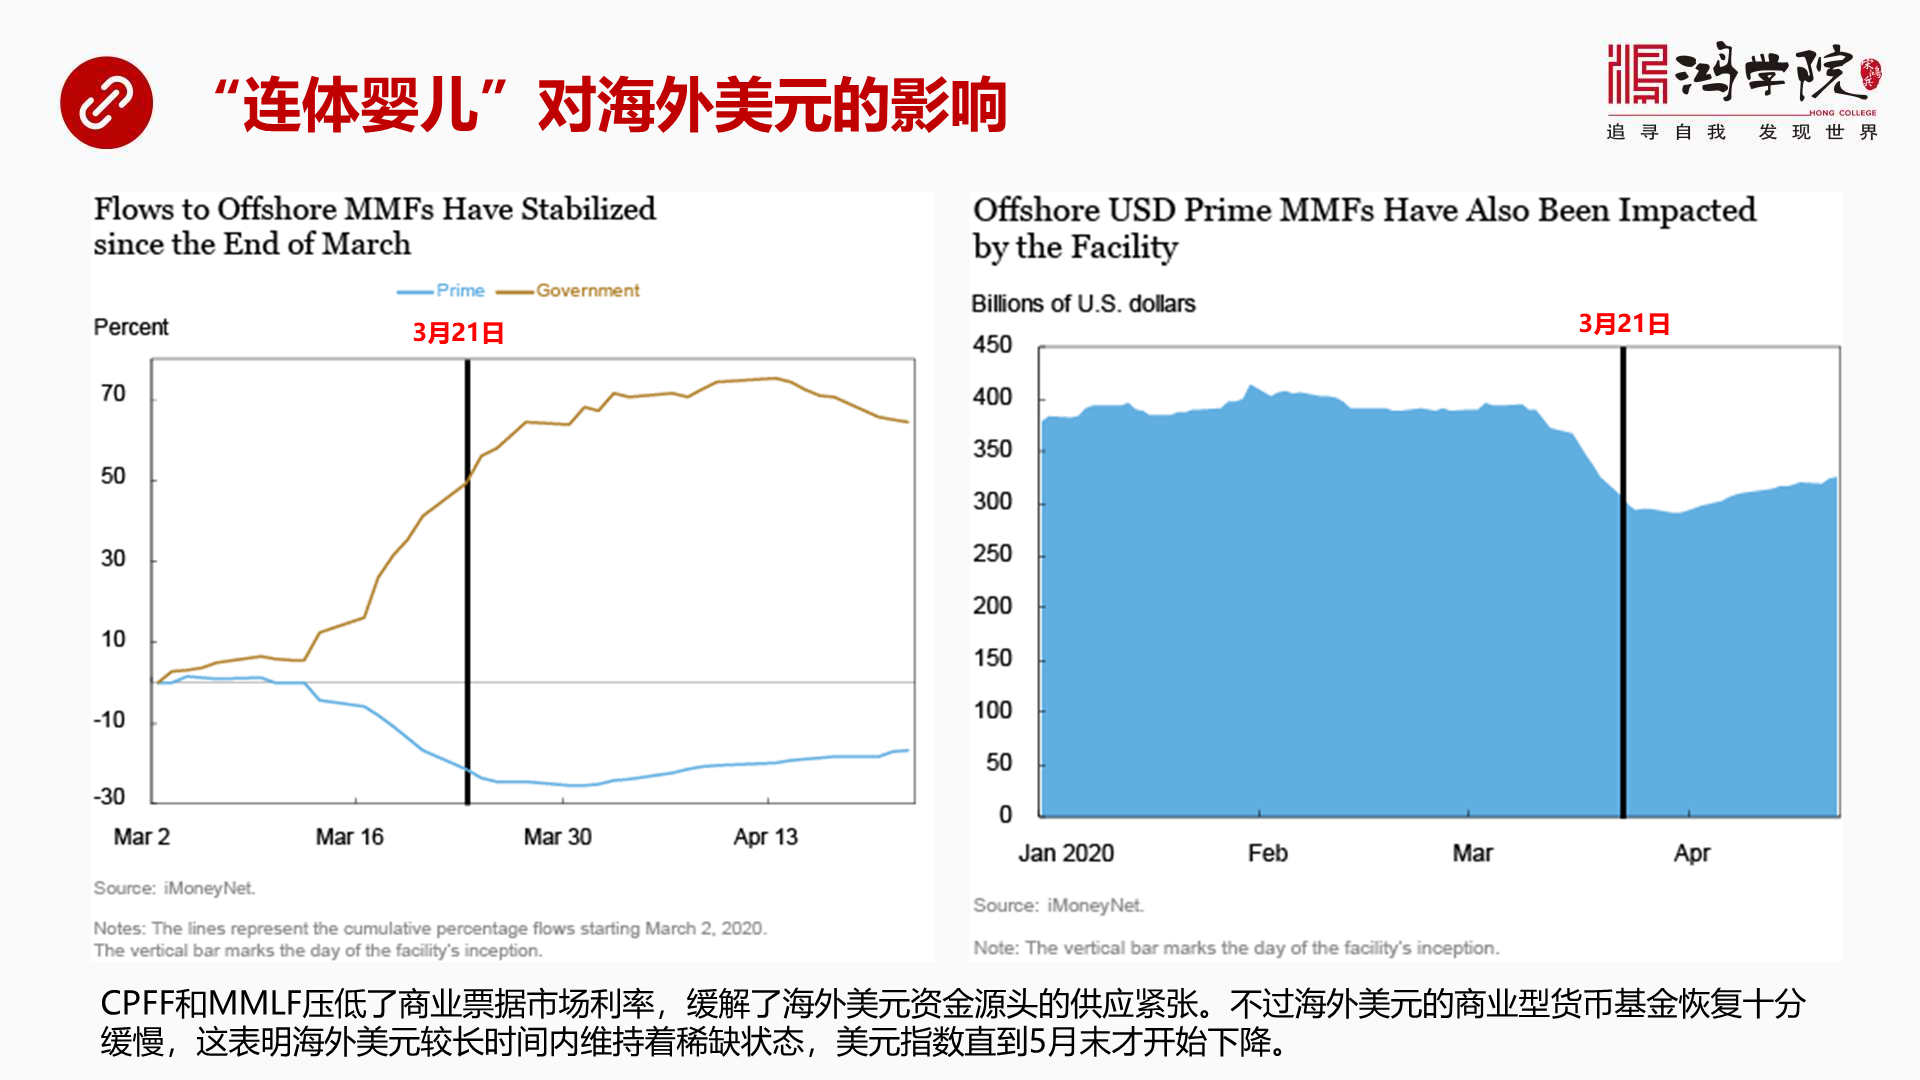 “连体婴儿”对海外美元的影响
鸿学院
宋鸿兵
HONG COLLEGE
追寻自我 发现世界
Flows to Offshore MMFs Have Stabilized
since the End of March
Prime Government
Percent
3月21日
70
50
30
10
-10
-30
Mar 2 Mar 16 Mar 30 Apr 13
Source: iMoneyNet.
Notes: The lines represent the cumulative percentage flows starting March 2, 2020.
The vertical bar marks the day of the facility's inception.
Offshore USD Prime MMFs Have Also Been Impacted
by the Facility
Billions of U.S. dollars
3月21日
450
400
350
300
250
200
150
100
50
0
Jan 2020 Feb Mar Apr
Source: iMoneyNet.
Note: The vertical bar marks the day of the facility's inception.
CPFF和MMLF压低了商业票据市场利率，缓解了海外美元资金源头的供应紧张。不过海外美元的商业型货币基金恢复十分
缓慢，这表明海外美元较长时间内维持着稀缺状态，美元指数直到5月末才开始下降。